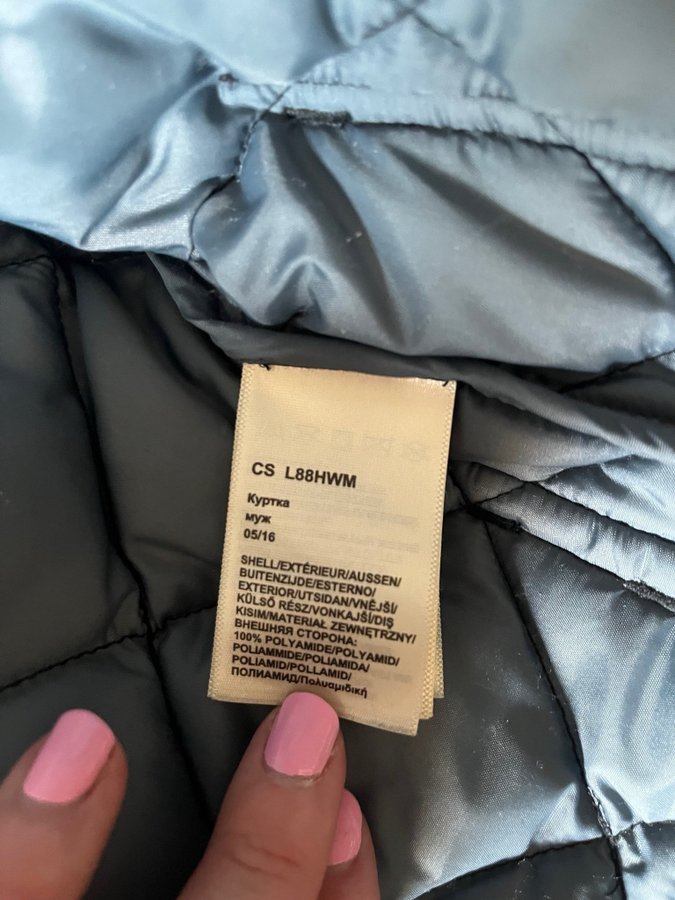 CS L88HWM
Куртка
муж
05/16
SHELL/EXTÉRIEUR/AUSSEN/
BUITENZIJDE/ESTERNO/
EXTERIOR/UTSIDAN/VNĚJŠÍ/
KÜLSŐ RÉSZ/VONKAJŠÍ/DIŞ
KISIM/MATERIAŁ ZEWNĘTRZNY/
ВНЕШНЯЯ СТОРОНА:
100% POLYAMIDE/POLYAMID/
POLIAMMIDE/POLIAMIDA/
POLIAMID/POLLAMID/
ПОЛИАМИД/Πολυαμιδική